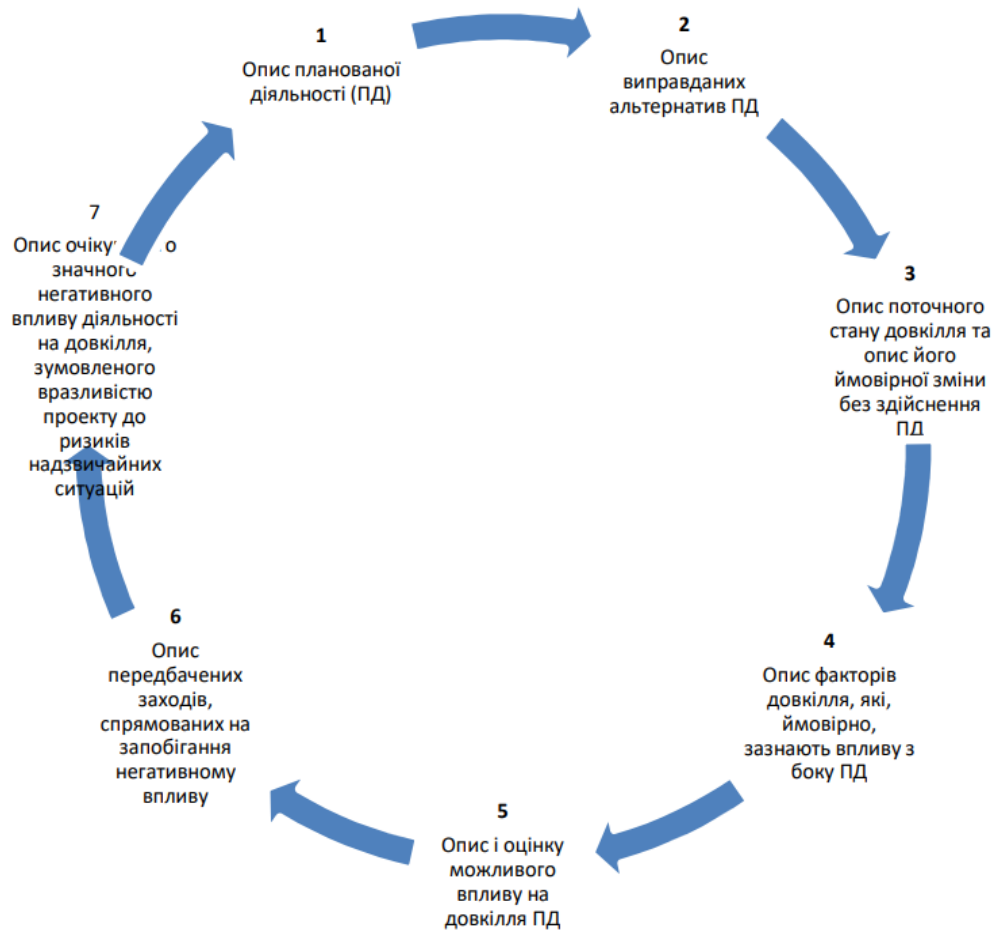 1
Опис планованої
діяльності (ПД)
2
Опис
виправданих
альтернатив ПД
3
Опис поточного
стану довкілля та
опис його
ймовірної зміни
без здійснення
ПД
4
Опис факторів
довкілля, які,
ймовірно,
зазнають впливу з
боку ПД
5
Опис і оцінку
можливого
впливу на
довкілля ПД
6
Опис
передбачених
заходів,
спрямованих на
запобігання
негативному
впливу
7
Опис
значного
негативного
впливу діяльності
на довкілля,
зумовленого
вразливістю
проекту до
ризиків
надзвичайних
ситуацій